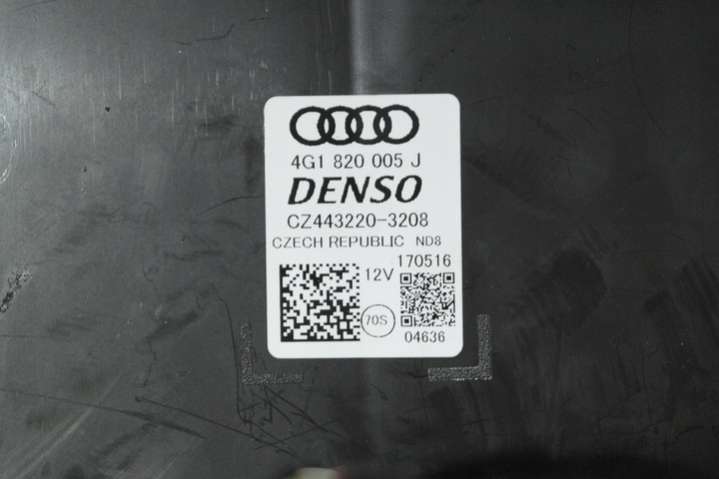 4G1 820 005 J
DENSO
CZ443220-3208
CZECH REPUBLIC ND8
12V
170516
70S
04636